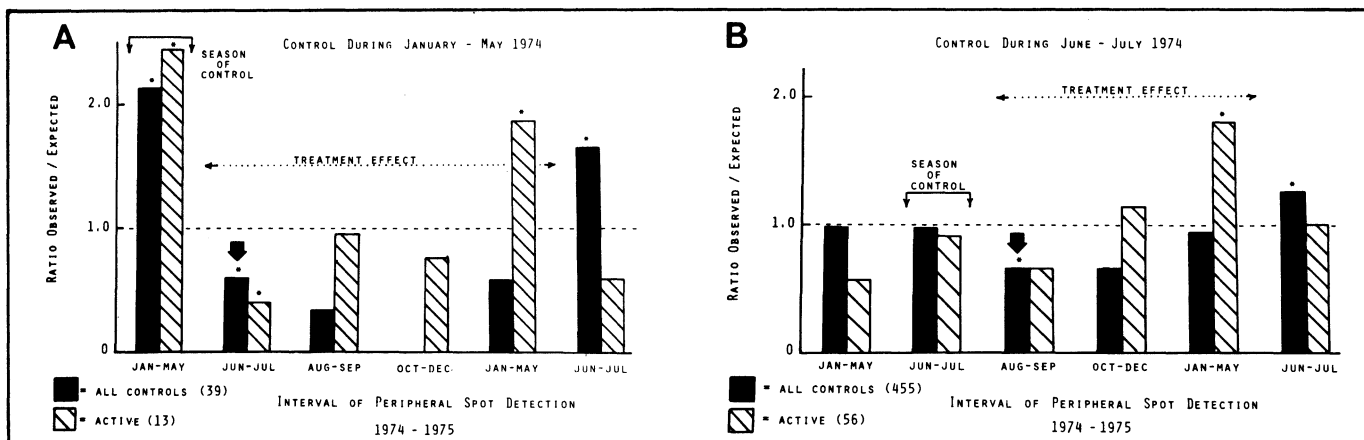 A
CONTROL DURING JANUARY - MAY 1974
SEASON
OF
CONTROL
RATIO OBSERVED / EXPECTED
2.0
1.0
0
TREATMENT EFFECT
JAN-MAY JUN-JUL AUG-SEP OCT-DEC JAN-MAY JUN-JUL
= ALL CONTROLS (39)
= ACTIVE (13)
INTERVAL OF PERIPHERAL SPOT DETECTION
1974 - 1975
B
CONTROL DURING JUNE - JULY 1974
TREATMENT EFFECT
SEASON
OF
CONTROL
RATIO OBSERVED / EXPECTED
2.0
1.0
0
JAN-MAY JUN-JUL AUG-SEP OCT-DEC JAN-MAY JUN-JUL
= ALL CONTROLS (455)
= ACTIVE (56)
INTERVAL OF PERIPHERAL SPOT DETECTION
1974 - 1975